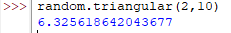 >>> random.triangular(2,10)
6.325618642043677